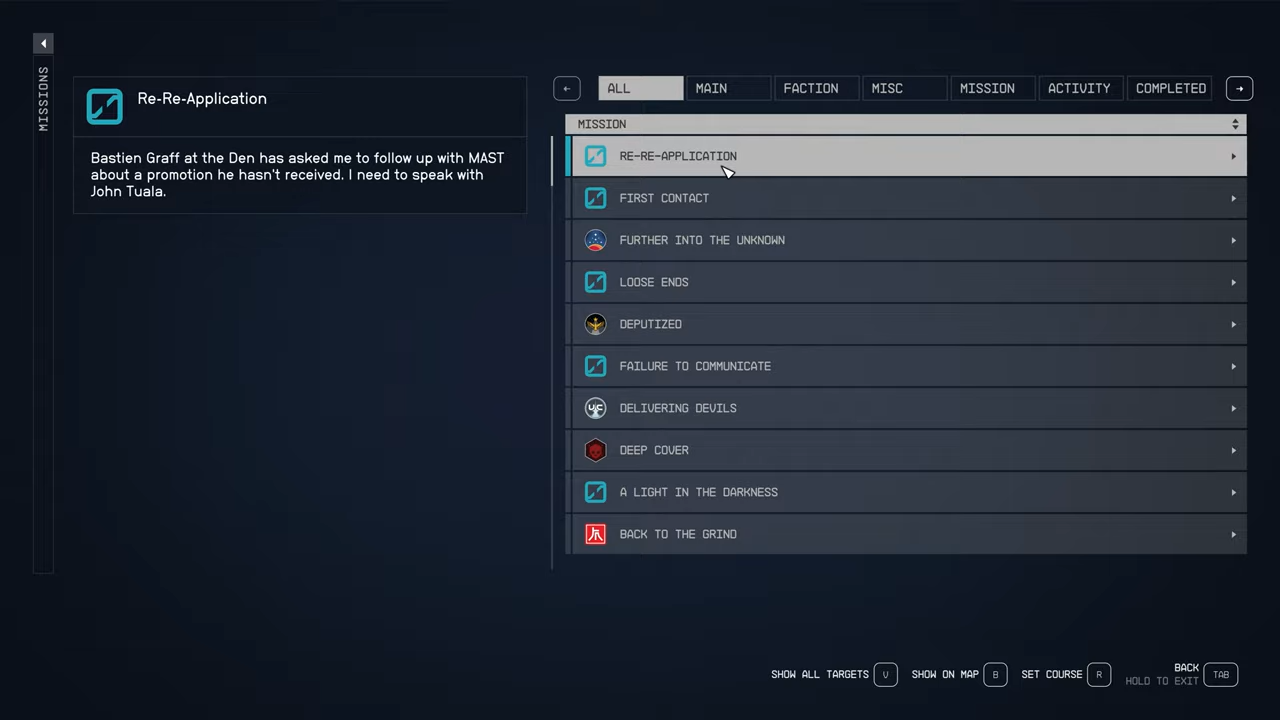 MISSIONS
Re-Re-Application
Bastien Graff at the Den has asked me to follow up with MAST
about a promotion he hasn't received. I need to speak with
John Tuala.
ALL
MAIN
FACTION
MISC
MISSION
ACTIVITY
COMPLETED
MISSION
RE-RE-APPLICATION
FIRST CONTACT
FURTHER INTO THE UNKNOWN
LOOSE ENDS
DEPUTIZED
FAILURE TO COMMUNICATE
UC
DELIVERING DEVILS
DEEP COVER
A LIGHT IN THE DARKNESS
BACK TO THE GRIND
SHOW ALL TARGETS V
SHOW ON MAP B
SET COURSE R
BACK
HOLD TO EXIT
TAB